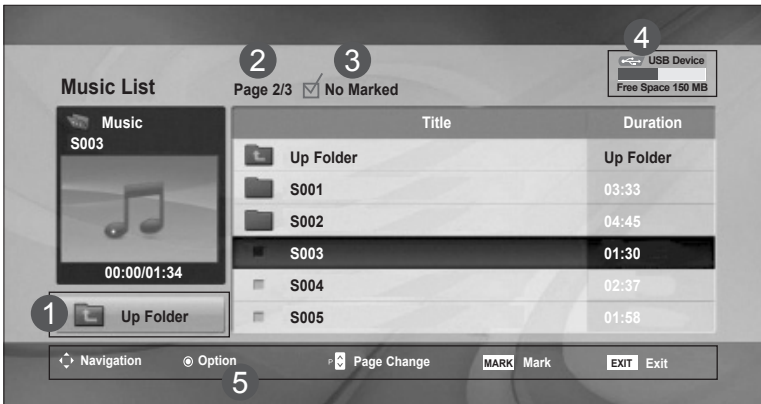 2 3 4
USB Device
Free Space 150 MB
Music List
Page 2/3 No Marked
Music
S003
00:00/01:34
1 Up Folder
Title Duration
Up Folder Up Folder
S001 03:33
S002 04:45
S003 01:30
S004 02:37
S005 01:58
Navigation Option P Page Change MARK Mark EXIT Exit
5